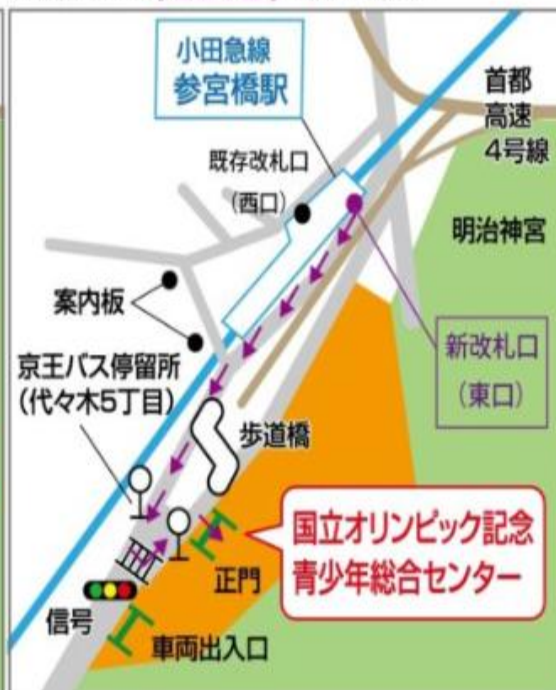 小田急線
参宮橋駅
首都
高速
4号線
既存改札口
(西口)
明治神宮
案内板
新改札口
(東口)
京王バス停留所
(代々木5丁目)
歩道橋
国立オリンピック記念
青少年総合センター
正門
信号
車両出入口